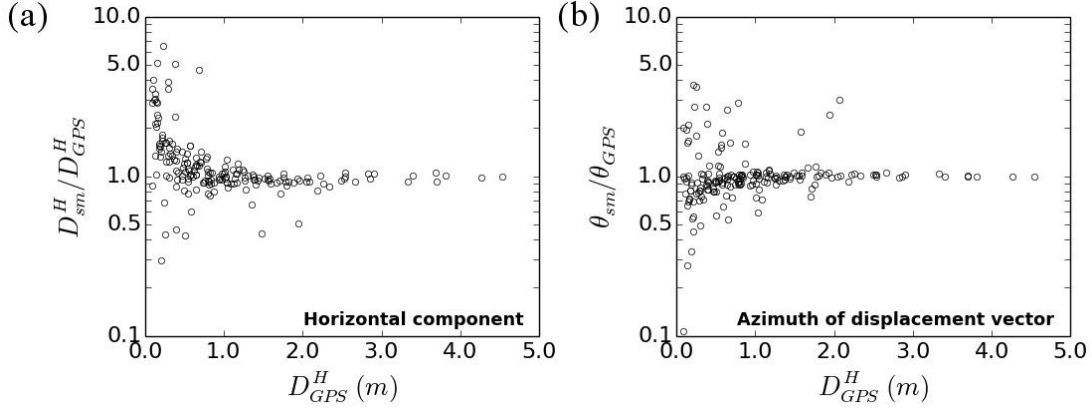 (a)
10.0
5.0
1.0
0.5
0.1
D^H_sm/D^H_GPS
Horizontal component
0.0 1.0 2.0 3.0 4.0 5.0
D^H_GPS (m)
(b)
10.0
5.0
1.0
0.5
0.1
θ_sm/θ_GPS
Azimuth of displacement vector
0.0 1.0 2.0 3.0 4.0 5.0
D^H_GPS (m)